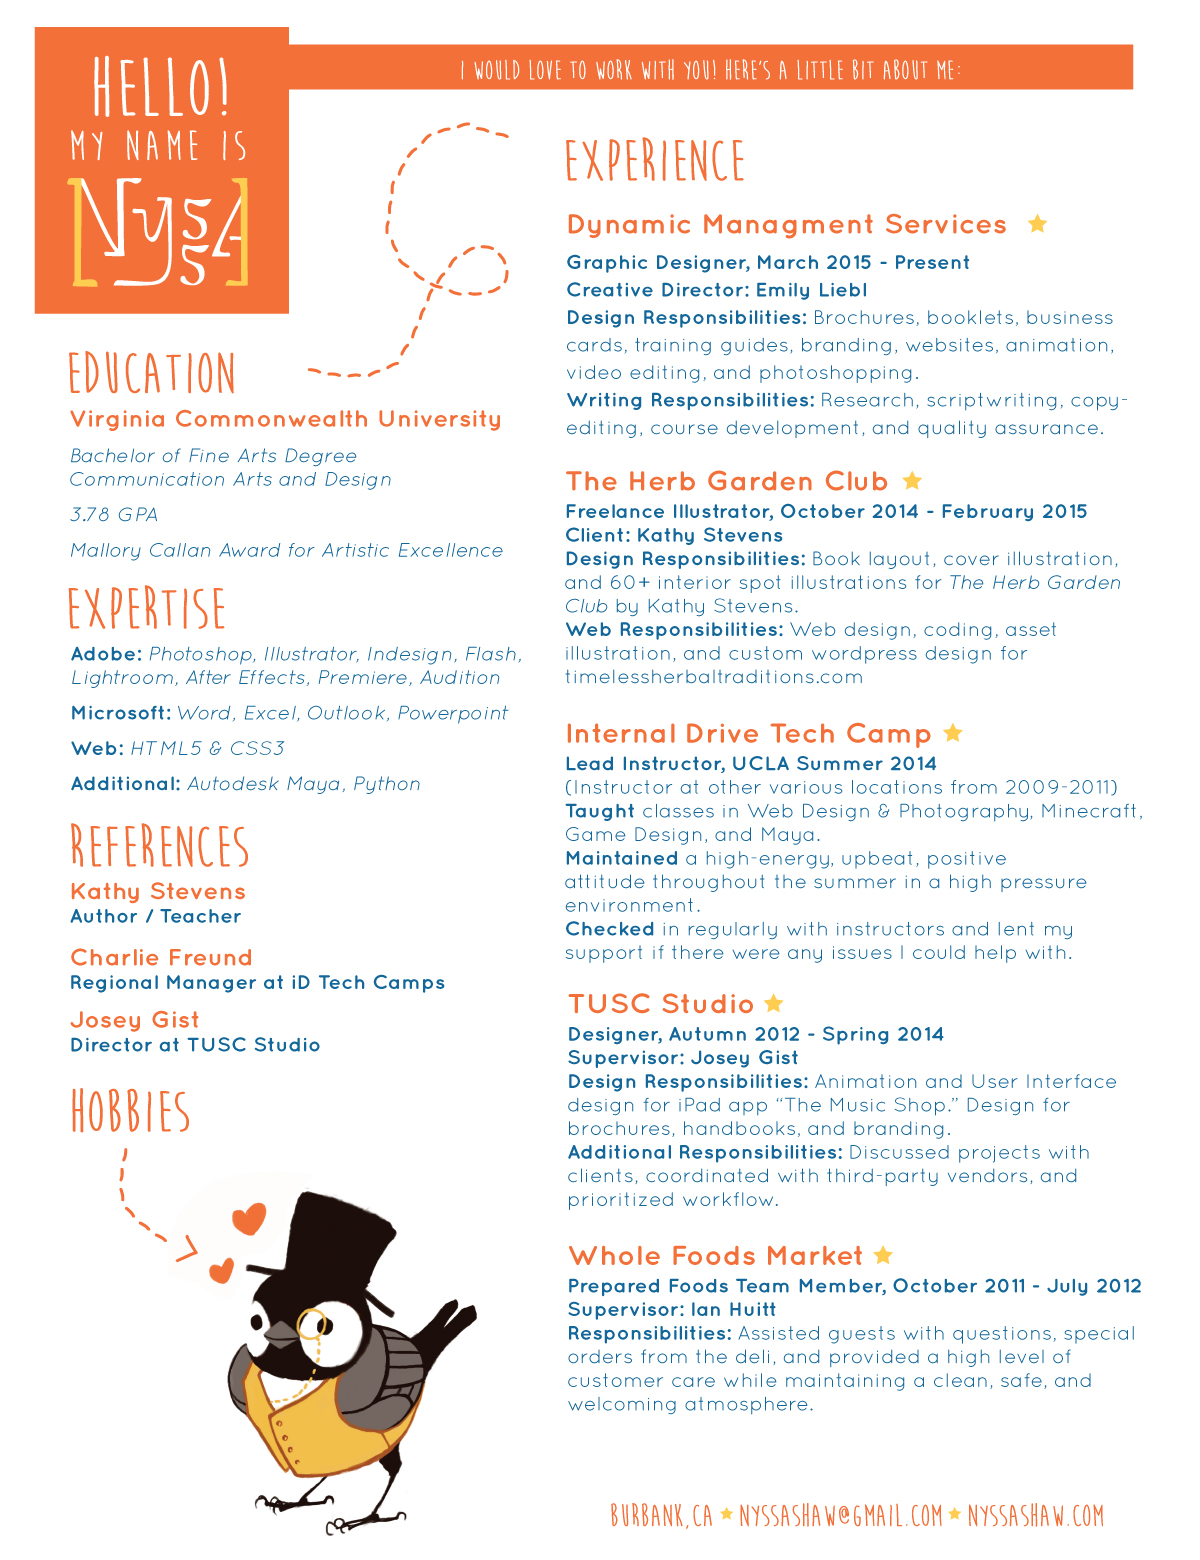 HELLO!
MY NAME IS
[NySSA]
I WOULD LOVE TO WORK WITH YOU! HERE'S A LITTLE BIT ABOUT ME:
EDUCATION
Virginia Commonwealth University
Bachelor of Fine Arts Degree
Communication Arts and Design
3.78 GPA
Mallory Callan Award for Artistic Excellence
EXPERTISE
Adobe: Photoshop, Illustrator, Indesign, Flash,
Lightroom, After Effects, Premiere, Audition
Microsoft: Word, Excel, Outlook, Powerpoint
Web: HTML5 & CSS3
Additional: Autodesk Maya, Python
REFERENCES
Kathy Stevens
Author / Teacher
Charlie Freund
Regional Manager at iD Tech Camps
Josey Gist
Director at TUSC Studio
HOBBIES
EXPERIENCE
Dynamic Managment Services
Graphic Designer, March 2015 - Present
Creative Director: Emily Liebl
Design Responsibilities: Brochures, booklets, business
cards, training guides, branding, websites, animation,
video editing, and photoshopping.
Writing Responsibilities: Research, scriptwriting, copy-
editing, course development, and quality assurance.
The Herb Garden Club
Freelance Illustrator, October 2014 - February 2015
Client: Kathy Stevens
Design Responsibilities: Book layout, cover illustration,
and 60+ interior spot illustrations for The Herb Garden
Club by Kathy Stevens.
Web Responsibilities: Web design, coding, asset
illustration, and custom wordpress design for
timelessherbaltraditions.com
Internal Drive Tech Camp
Lead Instructor, UCLA Summer 2014
(Instructor at other various locations from 2009-2011)
Taught classes in Web Design & Photography, Minecraft,
Game Design, and Maya.
Maintained a high-energy, upbeat, positive
attitude throughout the summer in a high pressure
environment.
Checked in regularly with instructors and lent my
support if there were any issues I could help with.
TUSC Studio
Designer, Autumn 2012 - Spring 2014
Supervisor: Josey Gist
Design Responsibilities: Animation and User Interface
design for iPad app “The Music Shop.” Design for
brochures, handbooks, and branding.
Additional Responsibilities: Discussed projects with
clients, coordinated with third-party vendors, and
prioritized workflow.
Whole Foods Market
Prepared Foods Team Member, October 2011 - July 2012
Supervisor: Ian Huitt
Responsibilities: Assisted guests with questions, special
orders from the deli, and provided a high level of
customer care while maintaining a clean, safe, and
welcoming atmosphere.
BURBANK, CA ★ NYSSASHAW@GMAIL.COM ★ NYSSASHAW.COM